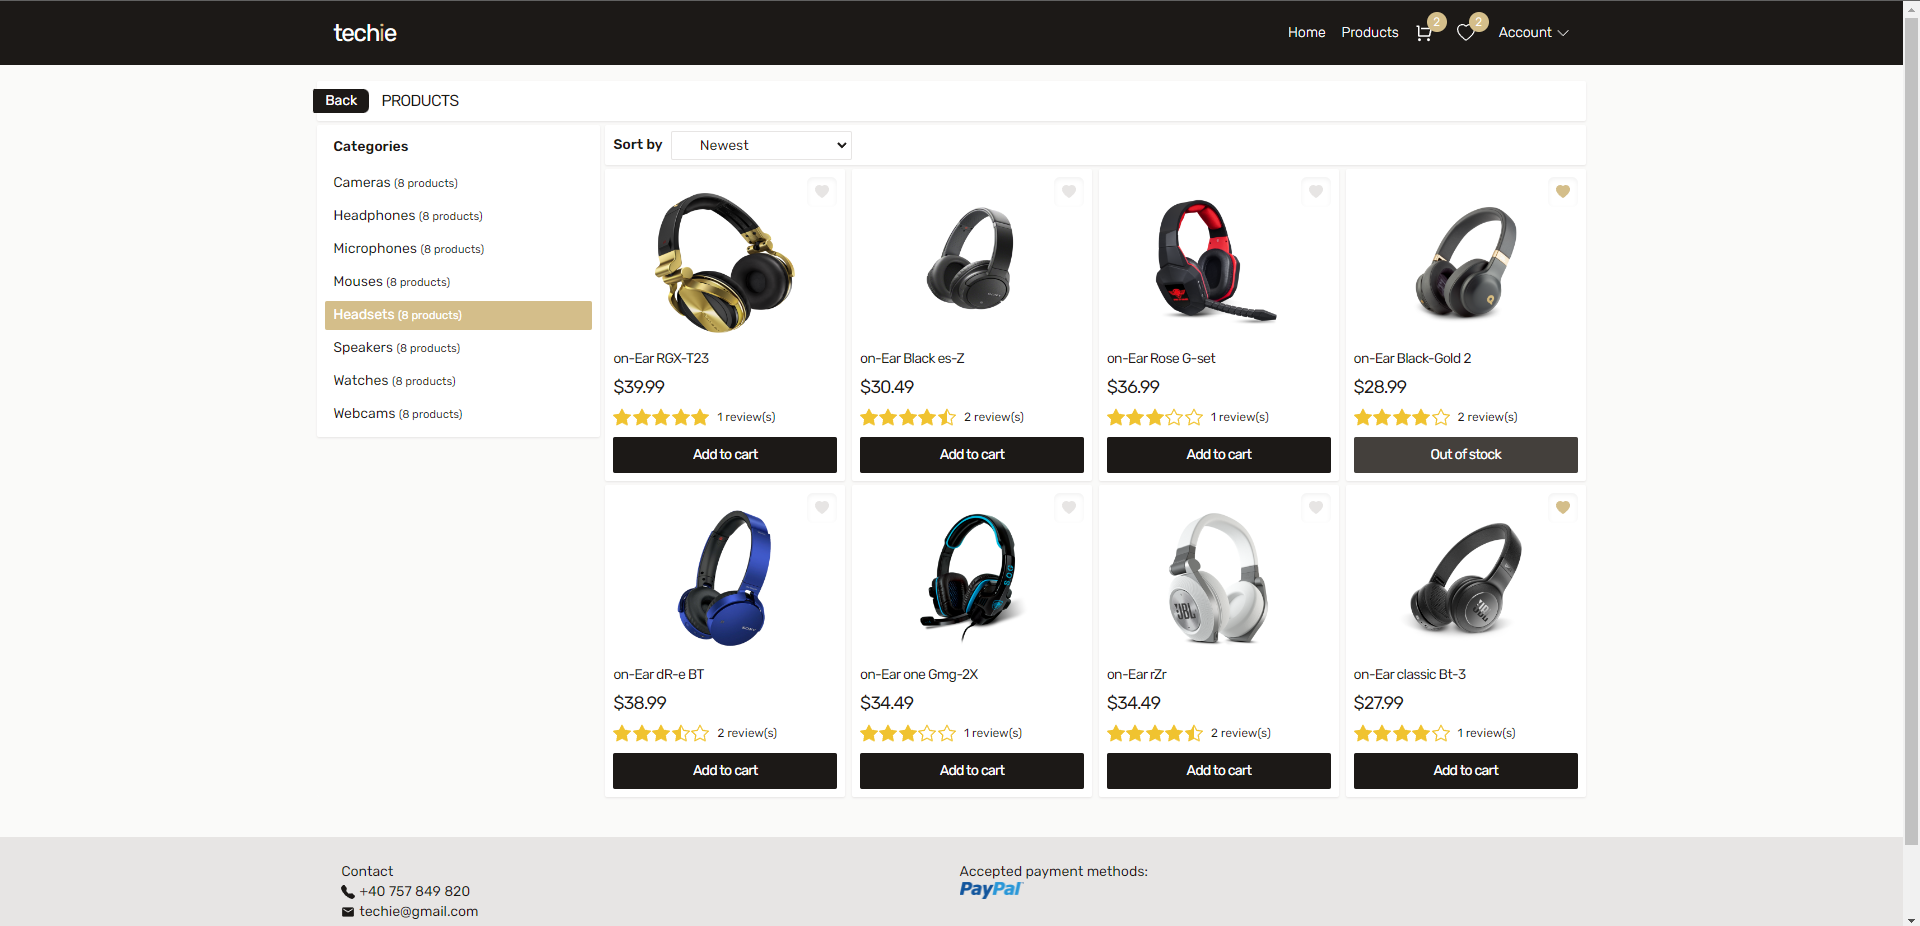 techie
Home Products 2 2 Account
Back PRODUCTS
Categories
Cameras (8 products)
Headphones (8 products)
Microphones (8 products)
Mouses (8 products)
Headsets (8 products)
Speakers (8 products)
Watches (8 products)
Webcams (8 products)
Sort by Newest
on-Ear RGX-T23
$39.99
1 review(s)
Add to cart
on-Ear Black es-Z
$30.49
2 review(s)
Add to cart
on-Ear Rose G-set
$36.99
1 review(s)
Add to cart
on-Ear Black-Gold 2
$28.99
2 review(s)
Out of stock
SONY
on-Ear dR-e BT
$38.99
2 review(s)
Add to cart
on-Ear one Gmg-2X
$34.49
1 review(s)
Add to cart
JBL
on-Ear rZr
$34.49
2 review(s)
Add to cart
JBL
on-Ear classic Bt-3
$27.99
1 review(s)
Add to cart
Contact
+40 757 849 820
techie@gmail.com
Accepted payment methods:
PayPal